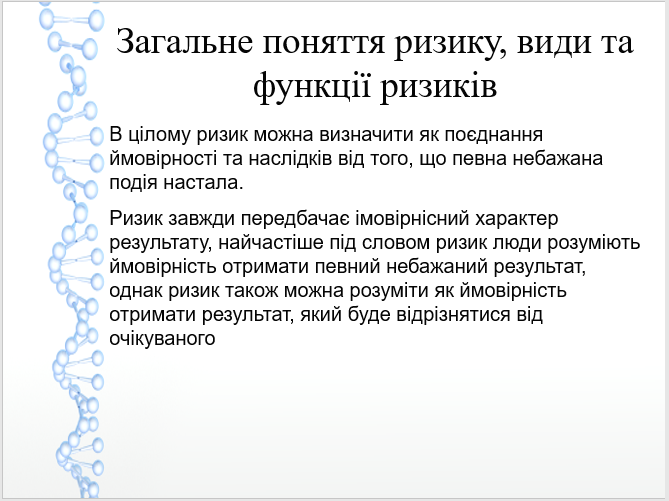 Загальне поняття ризику, види та
функції ризиків
В цілому ризик можна визначити як поєднання
ймовірності та наслідків від того, що певна небажана
подія настала.
Ризик завжди передбачає імовірнісний характер
результату, найчастіше під словом ризик люди розуміють
ймовірність отримати певний небажаний результат,
однак ризик також можна розуміти як ймовірність
отримати результат, який буде відрізнятися від
очікуваного